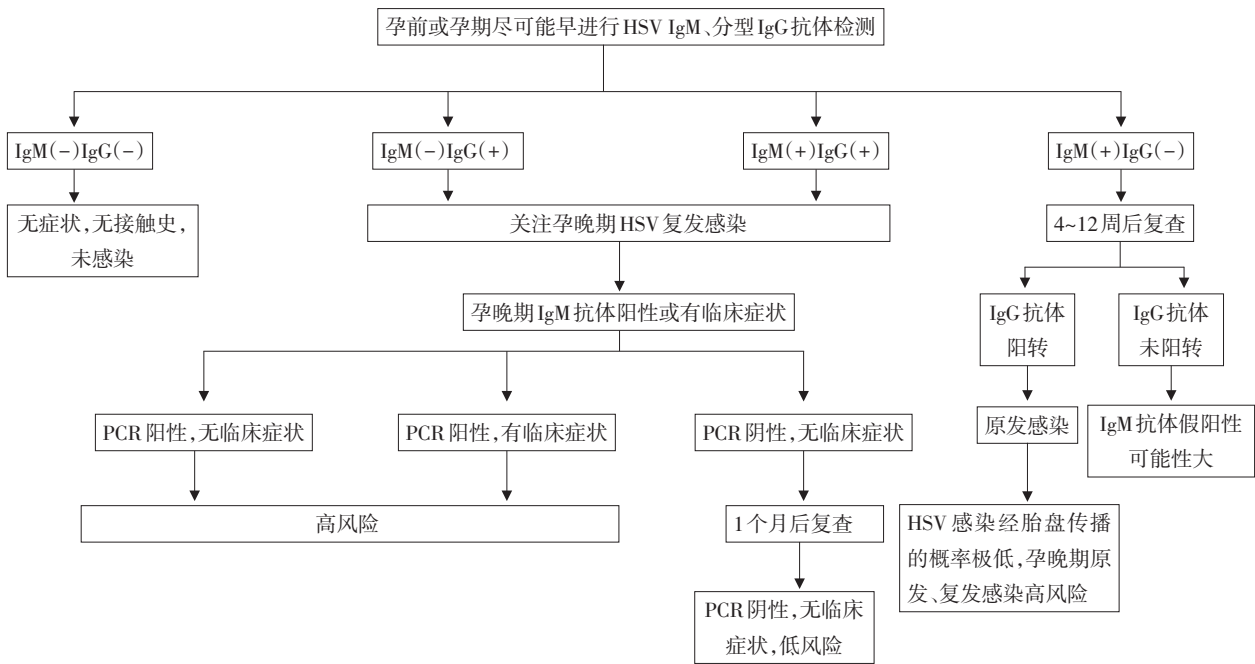 孕前或孕期尽可能早进行HSV IgM、分型IgG抗体检测
IgM(-)IgG(-)
IgM(-)IgG(+)
IgM(+)IgG(+)
IgM(+)IgG(-)
无症状,无接触史,
未感染
关注孕晚期HSV复发感染
4~12周后复查
孕晚期IgM抗体阳性或有临床症状
IgG抗体
阳转
IgG抗体
未阳转
PCR阳性,无临床症状
PCR阳性,有临床症状
PCR阴性,无临床症状
原发感染
IgM抗体假阳性
可能性大
高风险
1个月后复查
HSV感染经胎盘传播
的概率极低,孕晚期原
发、复发感染高风险
PCR阴性,无临床
症状,低风险